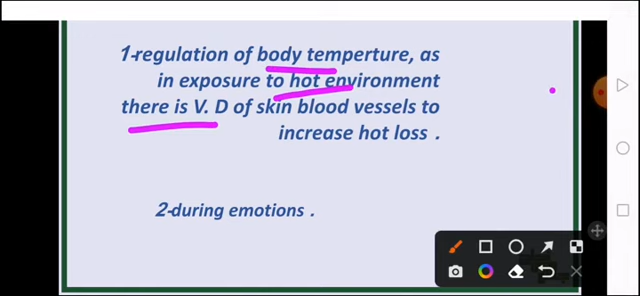 1-regulation of body temperture, as
in exposure to hot environment
there is V. D of skin blood vessels to
increase hot loss .
2-during emotions .